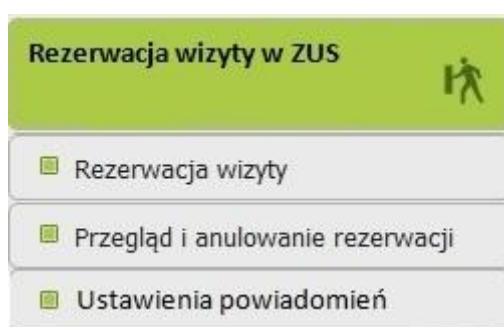 Rezerwacja wizyty w ZUS
Rezerwacja wizyty
Przegląd i anulowanie rezerwacji
Ustawienia powiadomień